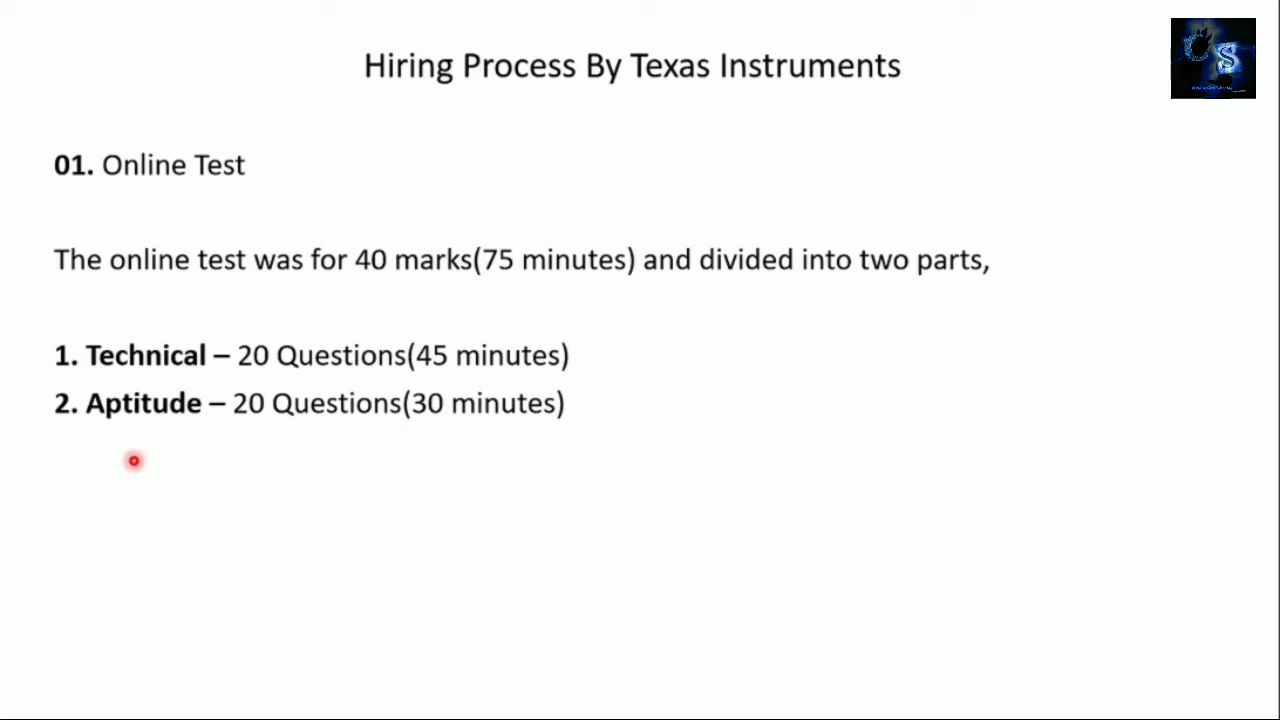 Hiring Process By Texas Instruments
01. Online Test
The online test was for 40 marks(75 minutes) and divided into two parts,
1. Technical – 20 Questions(45 minutes)
2. Aptitude – 20 Questions(30 minutes)